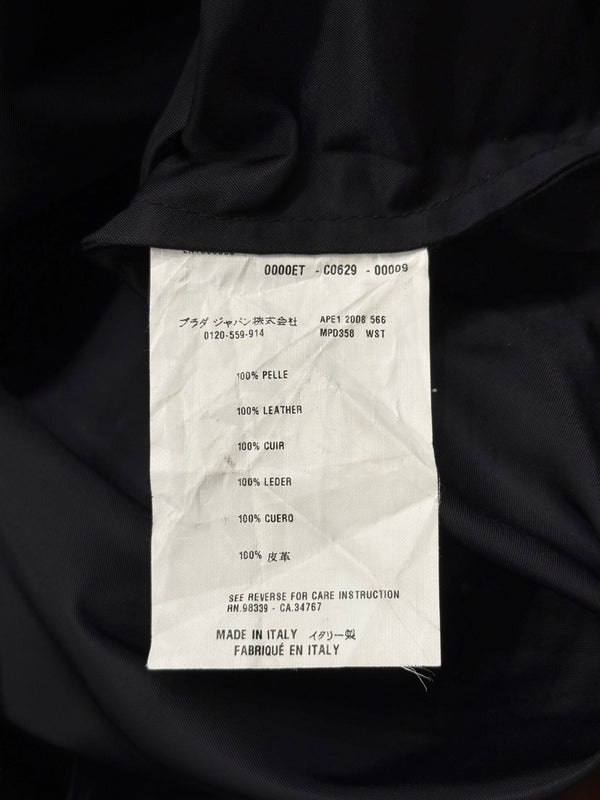 0000ET - C0629 - 00009
プラダ ジャパン株式会社 APE1 2008 566
0120-559-914 MPD358 WST
100% PELLE
100% LEATHER
100% CUIR
100% LEDER
100% CUERO
100% 皮革
SEE REVERSE FOR CARE INSTRUCTION
RN.98339 - CA.34767
MADE IN ITALY イタリー製
FABRIQUÉ EN ITALY